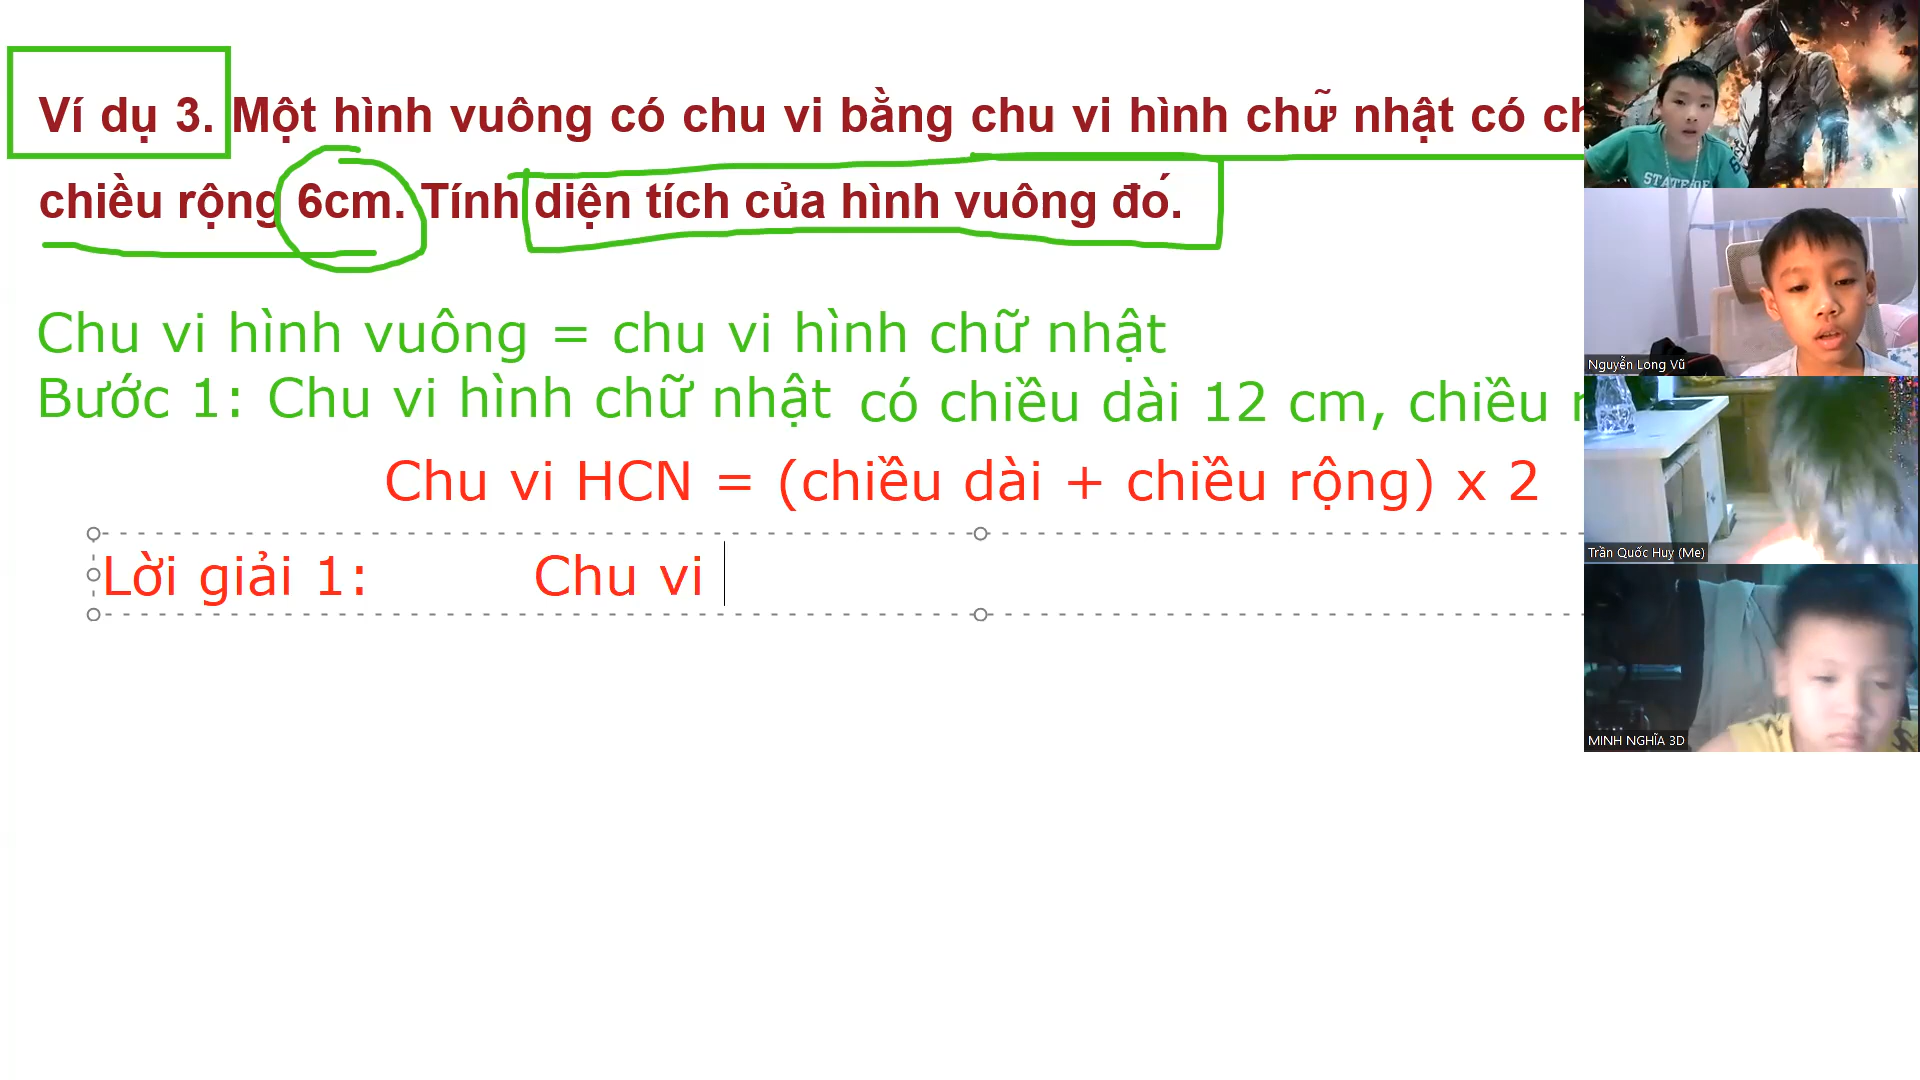 Ví dụ 3. Một hình vuông có chu vi bằng chu vi hình chữ nhật có
chiều rộng 6cm. Tính diện tích của hình vuông đó.
Chu vi hình vuông = chu vi hình chữ nhật
Bước 1: Chu vi hình chữ nhật có chiều dài 12 cm, chiều
Chu vi HCN = (chiều dài + chiều rộng) x 2
Lời giải 1: Chu vi
Nguyễn Long Vũ
Trần Quốc Huy (Me)
MINH NGHĨA 3D